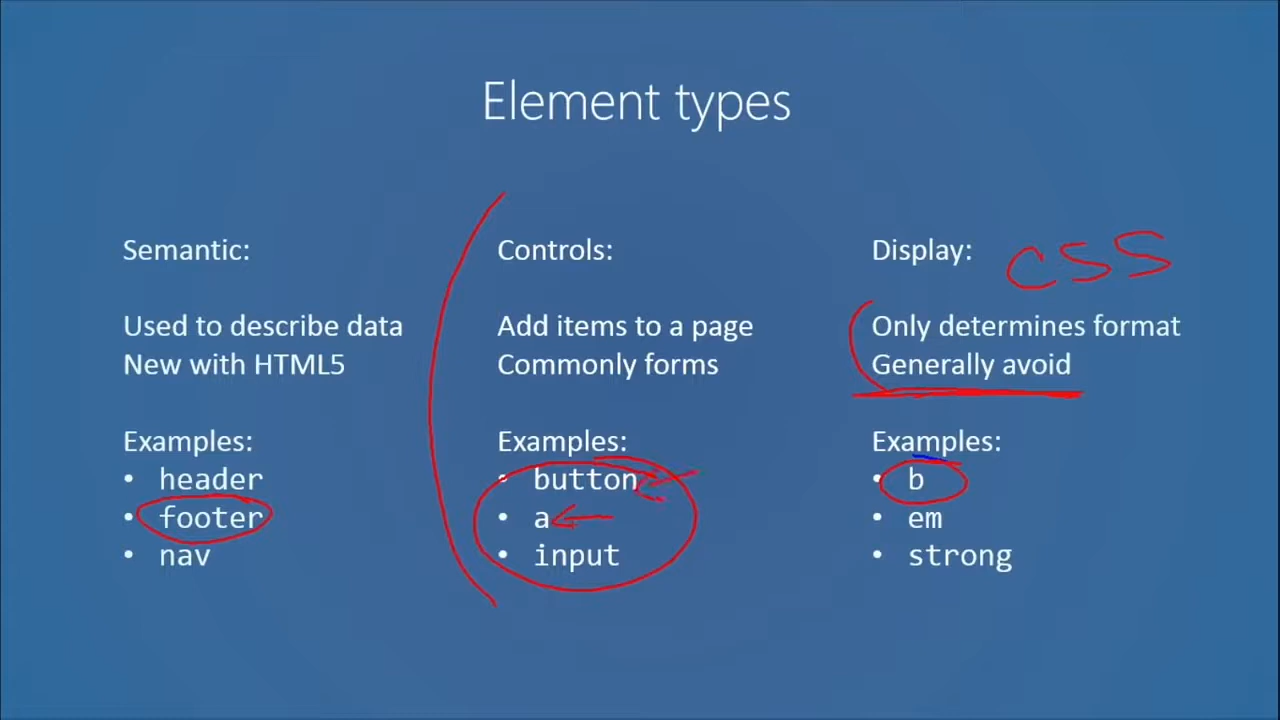 Element types
Semantic:
Used to describe data
New with HTML5
Examples:
• header
• footer
• nav
Controls:
Add items to a page
Commonly forms
Examples:
• button
• a
• input
Display:
CSS
Only determines format
Generally avoid
Examples:
• b
• em
• strong